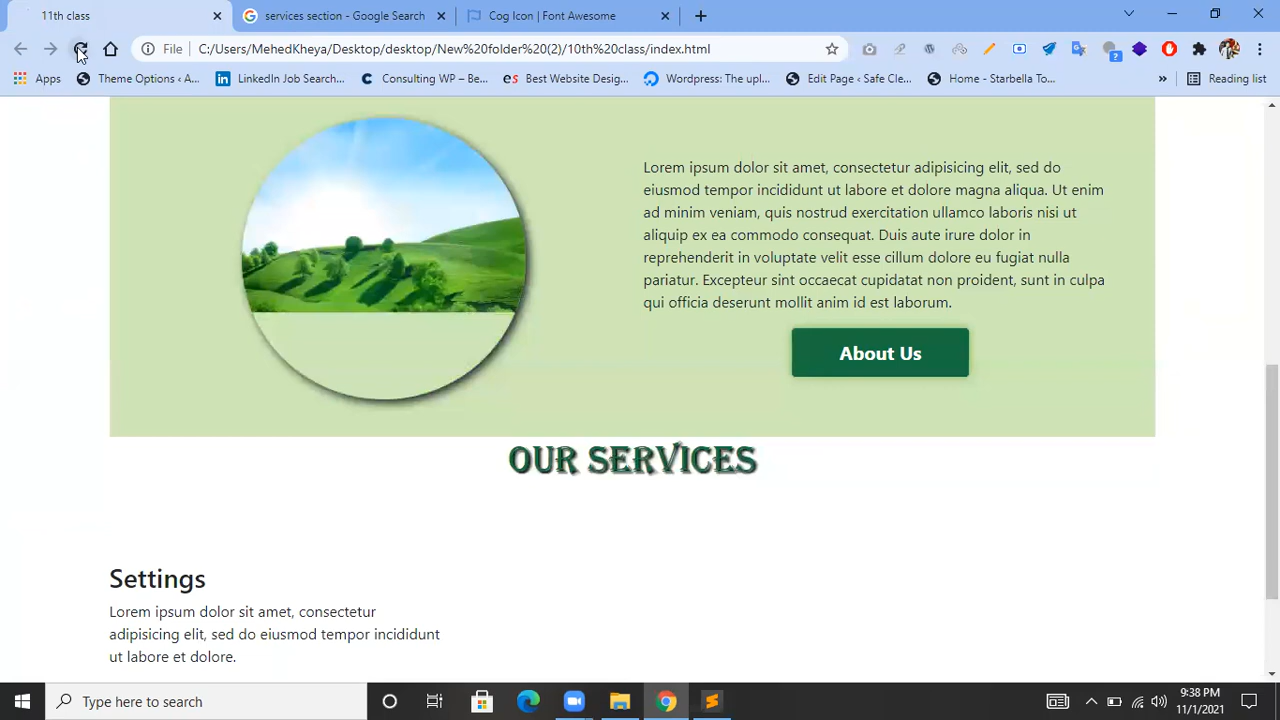 11th class
services section - Google Search
Cog Icon | Font Awesome
File
C:/Users/MehedKheya/Desktop/desktop/New%20folder%20(2)/10th%20class/index.html
Apps
Theme Options ‹ A...
LinkedIn Job Search...
Consulting WP – Be...
es
Best Website Desig...
Wordpress:The upl...
Edit Page ‹ Safe Cle...
Home - Starbella To...
»
Reading list
Lorem ipsum dolor sit amet, consectetur adipisicing elit, sed do
eiusmod tempor incididunt ut labore et dolore magna aliqua. Ut enim
ad minim veniam, quis nostrud exercitation ullamco laboris nisi ut
aliquip ex ea commodo consequat. Duis aute irure dolor in
reprehenderit in voluptate velit esse cillum dolore eu fugiat nulla
pariatur. Excepteur sint occaecat cupidatat non proident, sunt in culpa
qui officia deserunt mollit anim id est laborum.
About Us
OUR SERVICES
Settings
Lorem ipsum dolor sit amet, consectetur
adipisicing elit, sed do eiusmod tempor incididunt
ut labore et dolore.
Type here to search
9:38 PM
11/1/2021